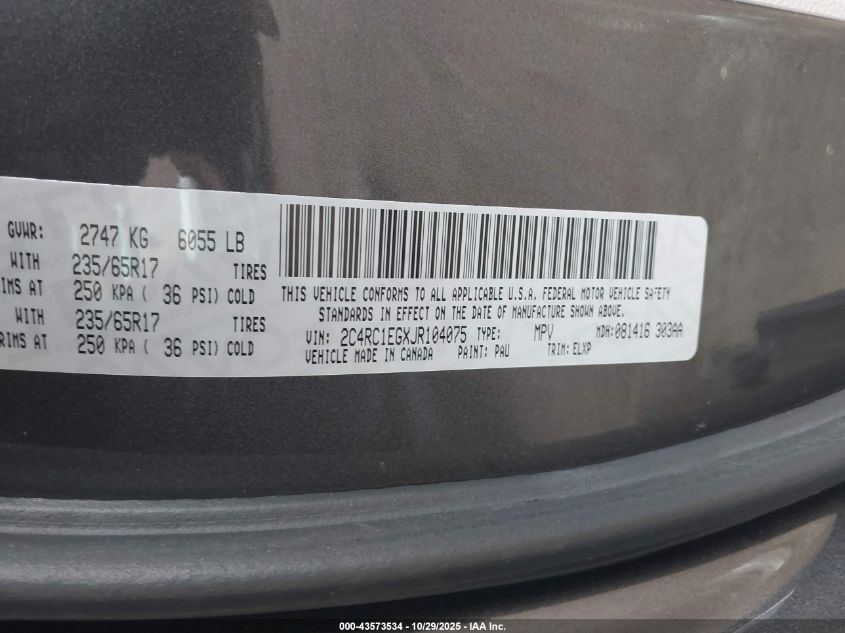 GVWR: 2747 KG 6055 LB
WITH 235/65R17 TIRES
IMS AT 250 KPA ( 36 PSI) COLD
WITH 235/65R17 TIRES
RIMS AT 250 KPA ( 36 PSI) COLD
THIS VEHICLE CONFORMS TO ALL APPLICABLE U.S.A. FEDERAL MOTOR VEHICLE SAFETY
STANDARDS IN EFFECT ON THE DATE OF MANUFACTURE SHOWN ABOVE.
VIN: 2C4RC1EGXJR104075 TYPE: MPV MDH:081416 303AA
VEHICLE MADE IN CANADA PAINT: PAU TRIM: ELXP
000-43573534 - 10/29/2025 - IAA Inc.